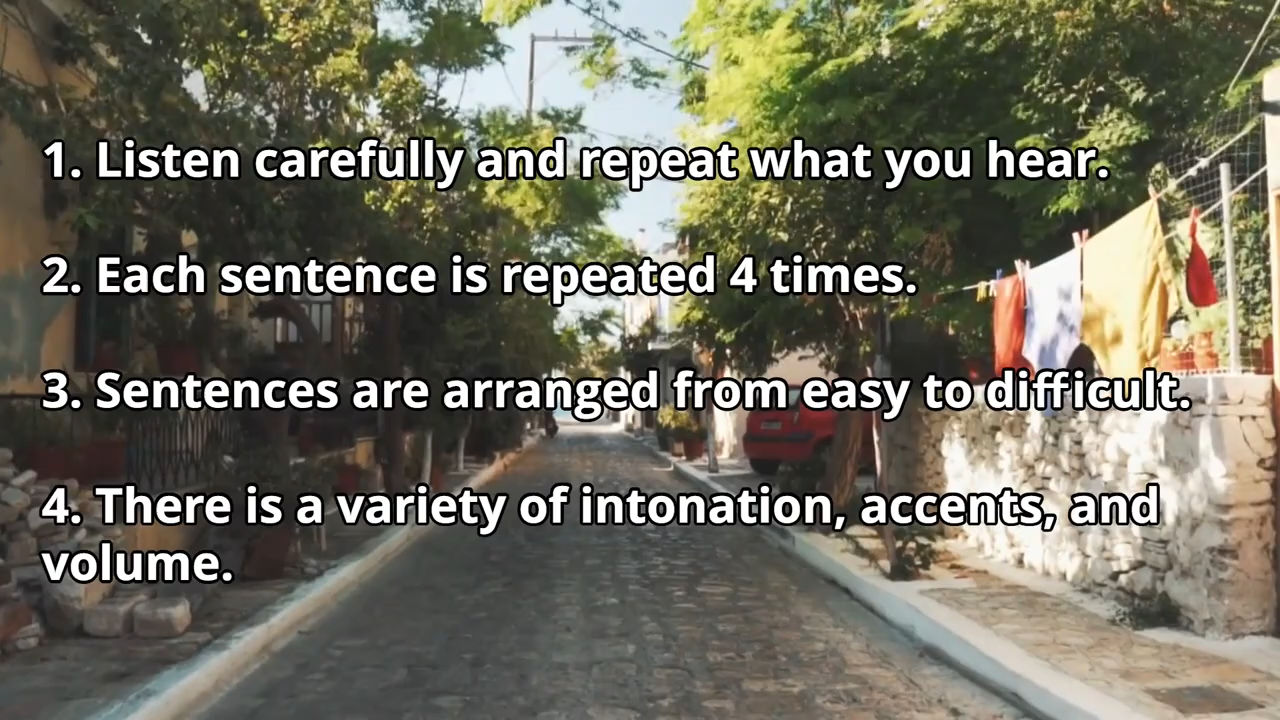 1. Listen carefully and repeat what you hear.
2. Each sentence is repeated 4 times.
3. Sentences are arranged from easy to difficult.
4. There is a variety of intonation, accents, and
volume.